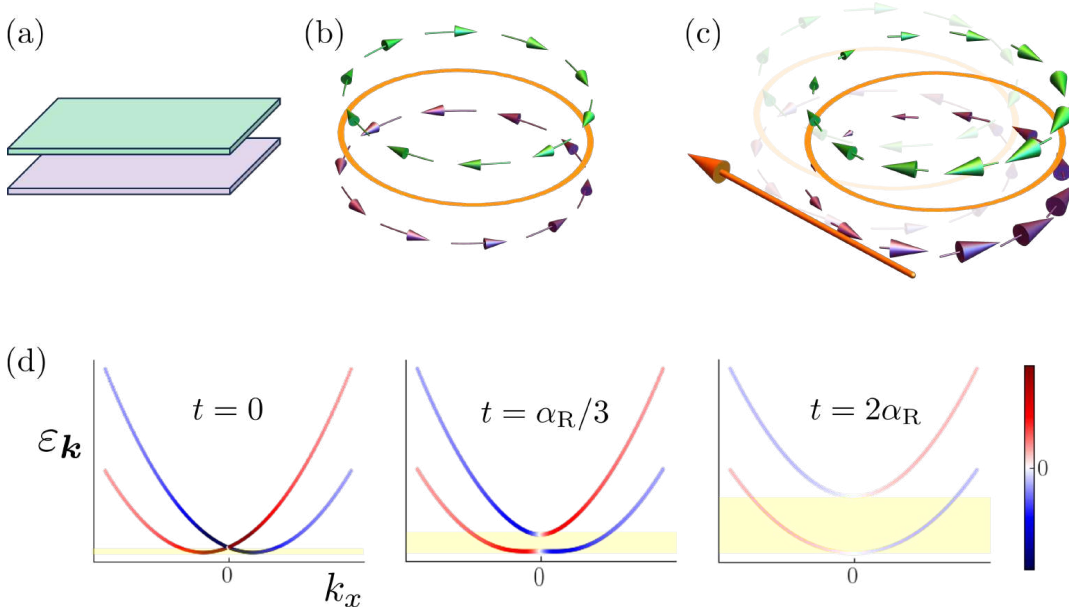 (a)
(b)
(c)
(d)
t = 0
t = α_R/3
t = 2α_R
ε_k
0
0
0
0
k_x